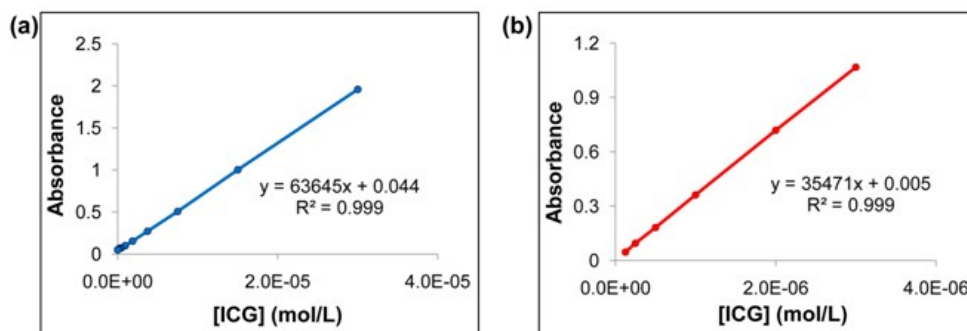 (a)
2.5
2
1.5
1
0.5
0
Absorbance
y = 63645x + 0.044
R² = 0.999
0.0E+00 2.0E-05 4.0E-05
[ICG] (mol/L)
(b)
1.2
0.9
0.6
0.3
0
Absorbance
y = 35471x + 0.005
R² = 0.999
0.0E+00 2.0E-06 4.0E-06
[ICG] (mol/L)